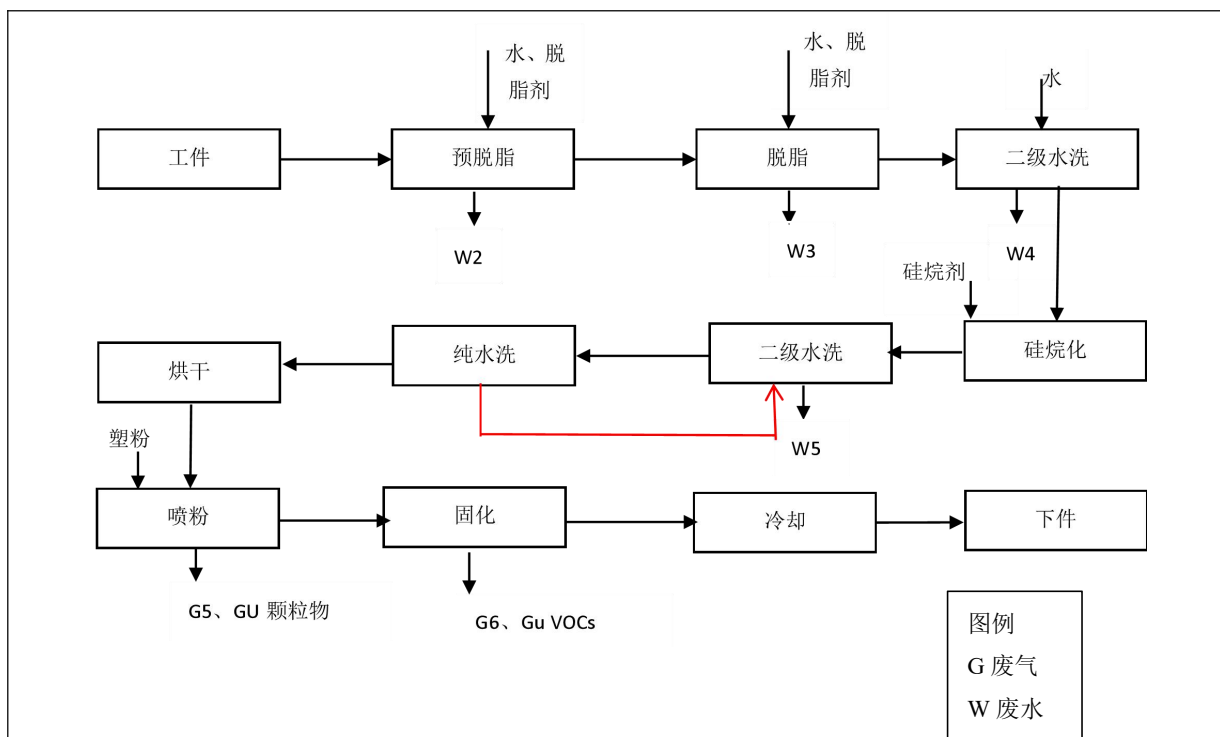 水、脱
脂剂
水、脱
脂剂
水
工件
预脱脂
脱脂
二级水洗
W2
W3
W4
硅烷剂
烘干
纯水洗
二级水洗
硅烷化
塑粉
W5
喷粉
固化
冷却
下件
G5、GU 颗粒物
G6、Gu VOCs
图例
G 废气
W 废水